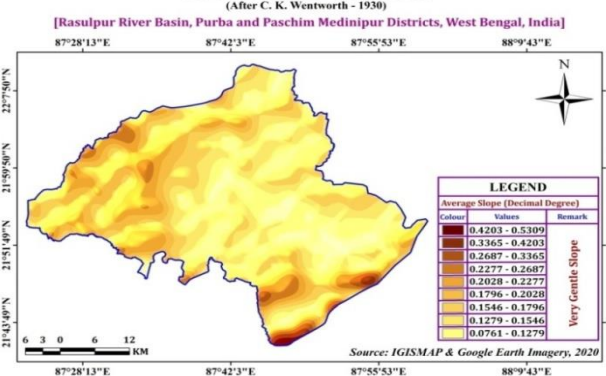 (After C. K. Wentworth - 1930)
[Rasulpur River Basin, Purba and Paschim Medinipur Districts, West Bengal, India]
87°28'13"E 87°42'3"E 87°55'53"E 88°9'43"E
N
22°7'50"N
21°59'50"N
21°51'49"N
21°43'49"N
LEGEND
Average Slope (Decimal Degree)
Colour Values Remark
0.4203 - 0.5309
0.3365 - 0.4203
0.2687 - 0.3365
0.2277 - 0.2687
0.2028 - 0.2277
0.1796 - 0.2028
0.1546 - 0.1796
0.1279 - 0.1546
0.0761 - 0.1279
Very Gentle Slope
6 3 0 6 12
KM
Source: IGISMAP & Google Earth Imagery, 2020
87°28'13"E 87°42'3"E 87°55'53"E 88°9'43"E